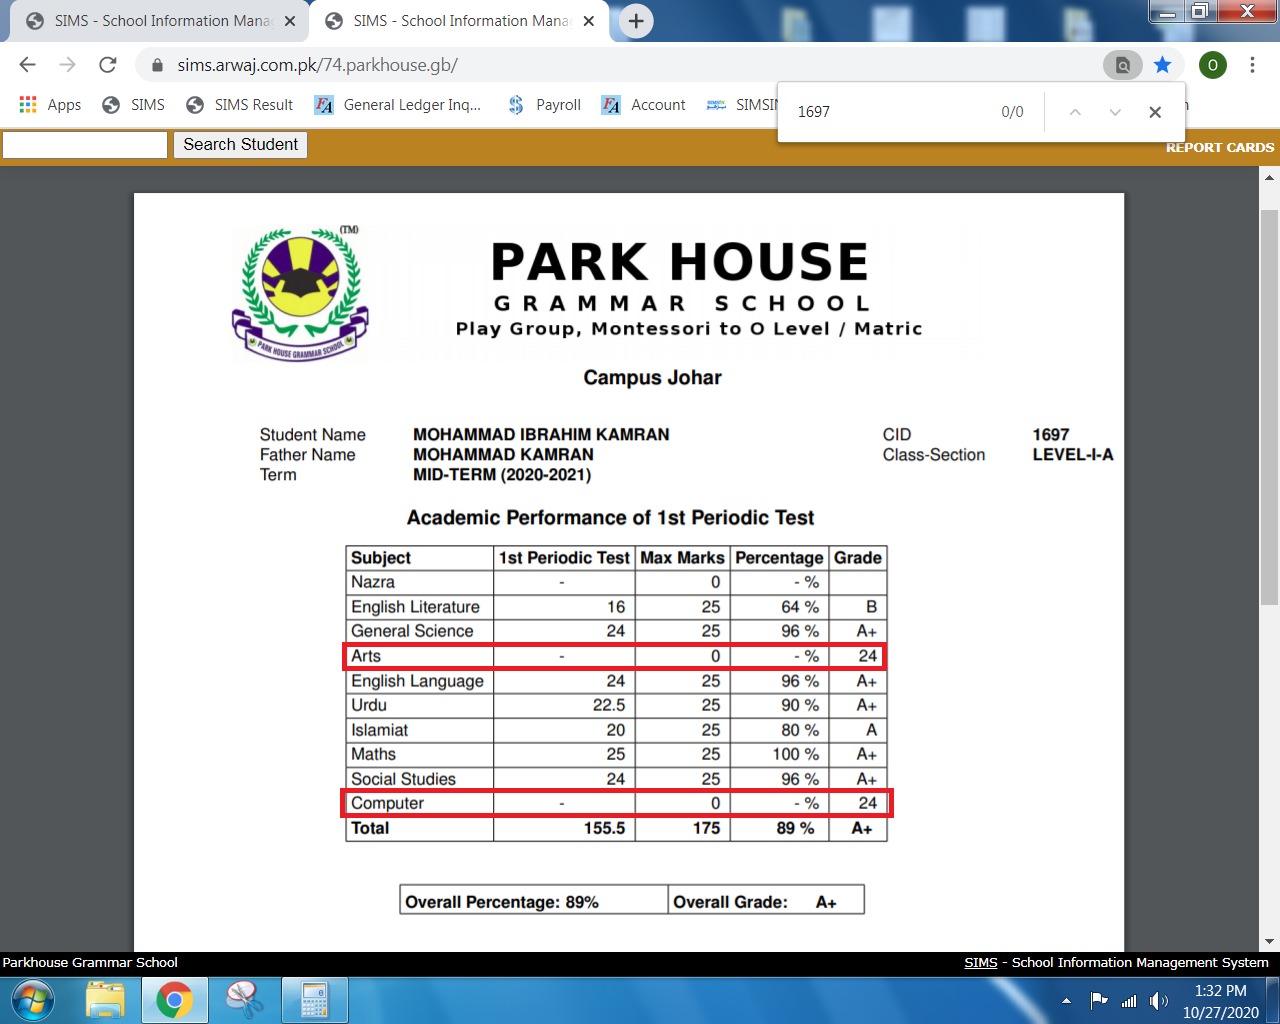 SIMS - School Information Mana
SIMS - School Information Mana
sims.arwaj.com.pk/74.parkhouse.gb/
O
Apps SIMS SIMS Result General Ledger Inq... Payroll Account SIMSIN
1697 0/0
Search Student
REPORT CARDS
(TM)
PARK HOUSE GRAMMAR SCHOOL
PARK HOUSE
GRAMMAR SCHOOL
Play Group, Montessori to O Level / Matric
Campus Johar
Student Name MOHAMMAD IBRAHIM KAMRAN CID 1697
Father Name MOHAMMAD KAMRAN Class-Section LEVEL-I-A
Term MID-TERM (2020-2021)
Academic Performance of 1st Periodic Test
Subject 1st Periodic Test Max Marks Percentage Grade
Nazra - 0 - %
English Literature 16 25 64 % B
General Science 24 25 96 % A+
Arts - 0 - % 24
English Language 24 25 96 % A+
Urdu 22.5 25 90 % A+
Islamiat 20 25 80 % A
Maths 25 25 100 % A+
Social Studies 24 25 96 % A+
Computer - 0 - % 24
Total 155.5 175 89 % A+
Overall Percentage: 89% Overall Grade: A+
Parkhouse Grammar School SIMS - School Information Management System
1:32 PM
10/27/2020